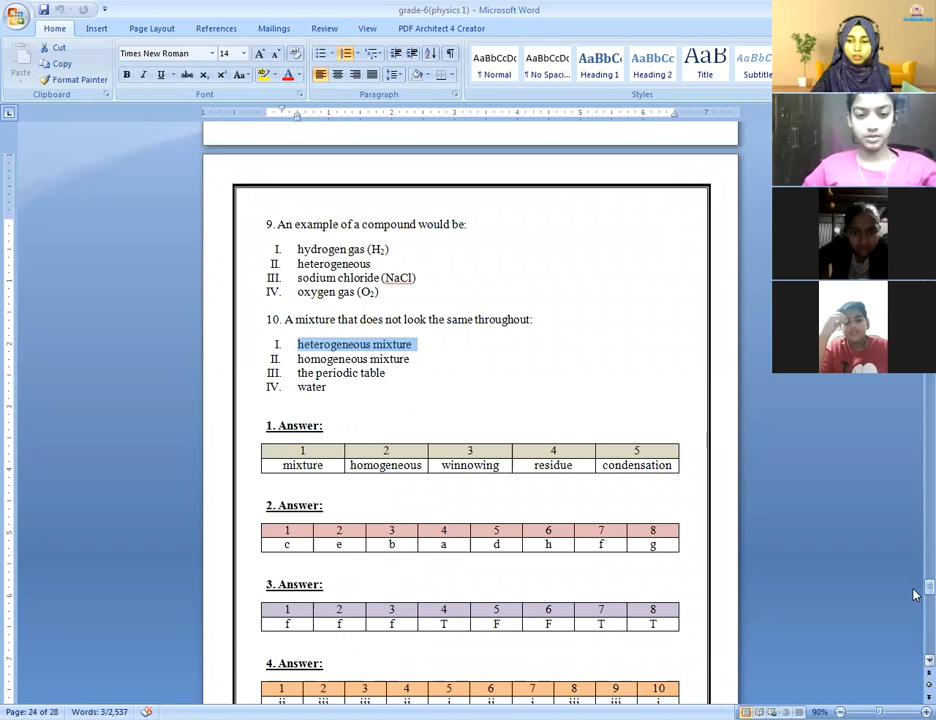 grade-6(physics 1) - Microsoft Word
Home Insert Page Layout References Mailings Review View PDF Architect 4 Creator
Paste
Cut
Copy
Format Painter
Times New Roman 14
AaBbCcDc AaBbCcDc AaBbC AaBbCc AaB AaBbCc
¶ Normal ¶ No Spaci... Heading 1 Heading 2 Title Subtitle
Clipboard Font Paragraph Styles
9. An example of a compound would be:
I. hydrogen gas (H₂)
II. heterogeneous
III. sodium chloride (NaCl)
IV. oxygen gas (O₂)
10. A mixture that does not look the same throughout:
I. heterogeneous mixture
II. homogeneous mixture
III. the periodic table
IV. water
1. Answer:
1 2 3 4 5
mixture homogeneous winnowing residue condensation
2. Answer:
1 2 3 4 5 6 7 8
c e b a d h f g
3. Answer:
1 2 3 4 5 6 7 8
f f f T F F T T
4. Answer:
1 2 3 4 5 6 7 8 9 10
Page: 24 of 28 Words: 3/2,537 90%